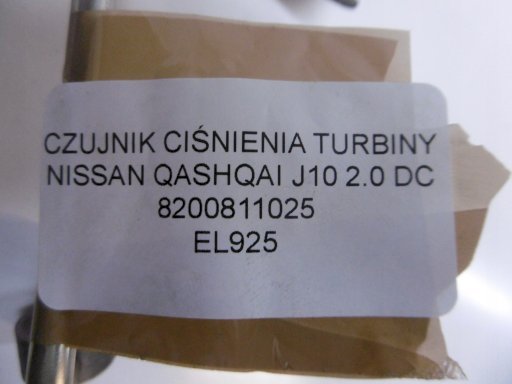 CZUJNIK CIŚNIENIA TURBINY
NISSAN QASHQAI J10 2.0 DC
8200811025
EL925